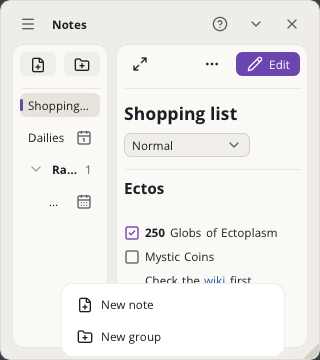 Notes
Shopping...
Dailies
Ra... 1
...
Edit
Shopping list
Normal
Ectos
250 Globs of Ectoplasm
Mystic Coins
Check the wiki first
New note
New group